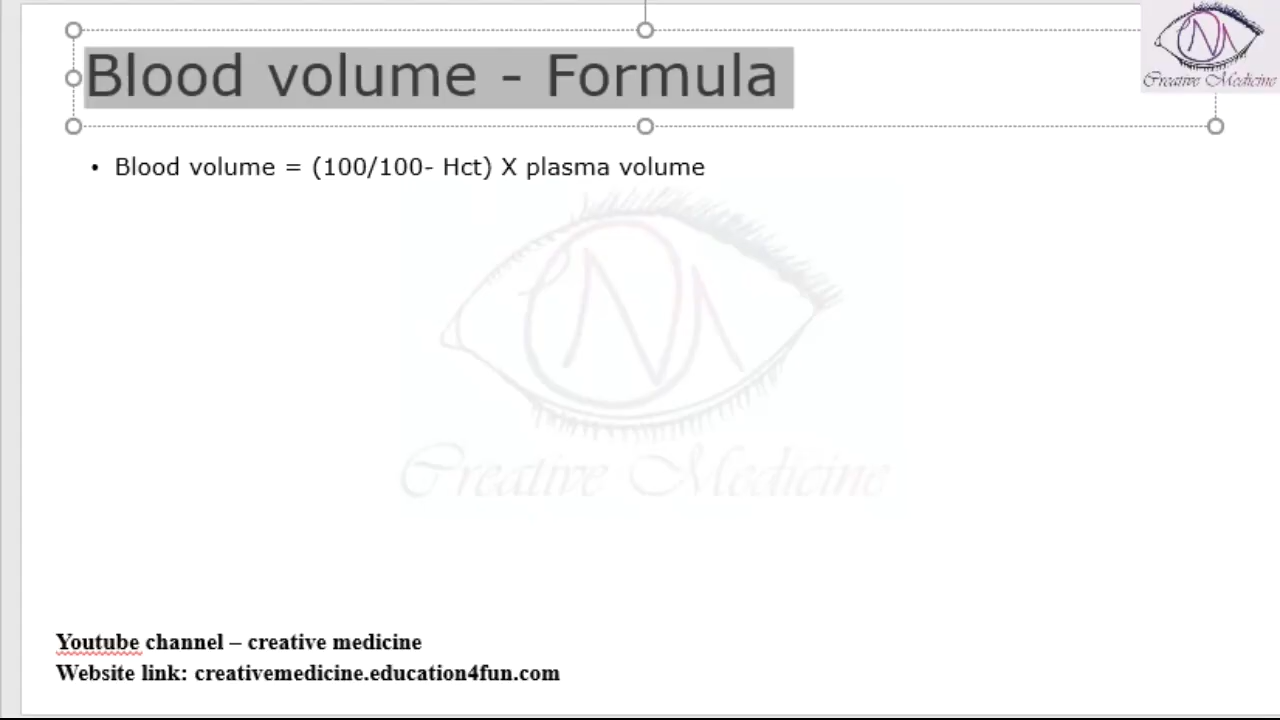 Creative Medicine
Blood volume - Formula
• Blood volume = (100/100- Hct) X plasma volume
Creative Medicine
Youtube channel – creative medicine
Website link: creativemedicine.education4fun.com